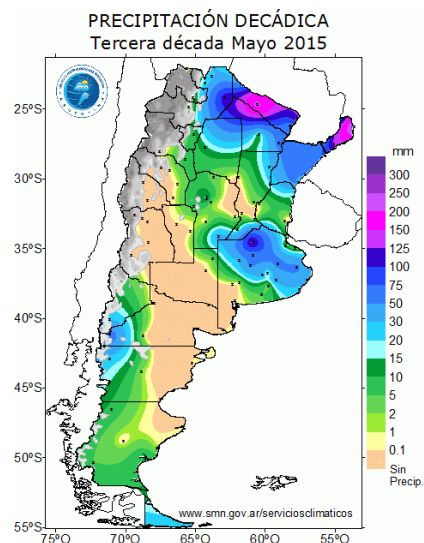 PRECIPITACIÓN DECÁDICA
Tercera década Mayo 2015
25°S
30°S
35°S
40°S
45°S
50°S
55°S
75°O
70°O
65°O
60°O
55°O
mm
300
250
200
150
125
100
75
50
30
20
15
10
5
2
1
0.1
Sin
Precip.
www.smn.gov.ar/serviciosclimaticos